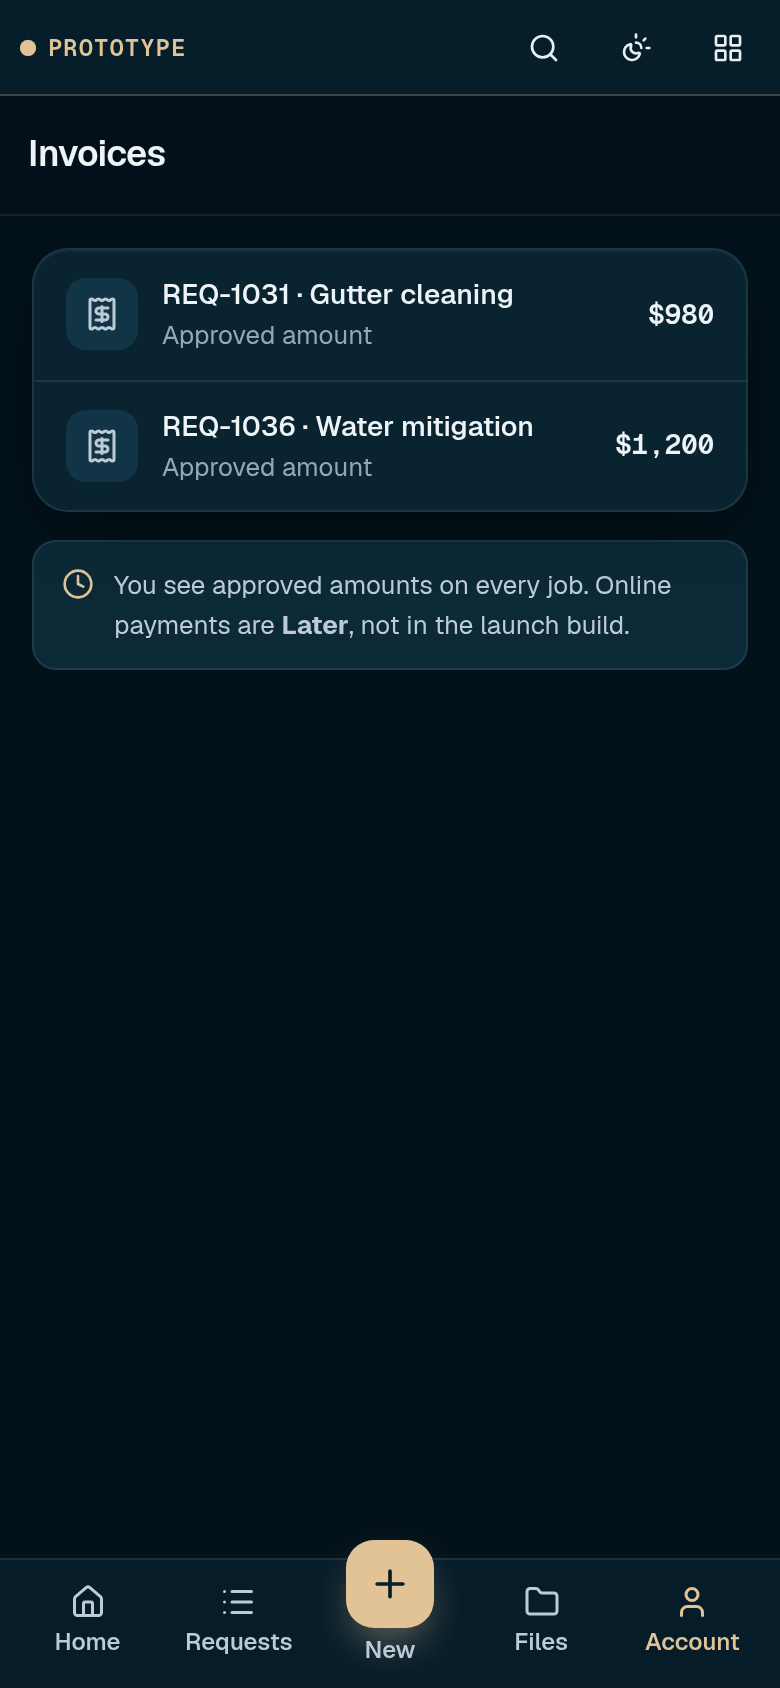 PROTOTYPE
Invoices
REQ-1031 · Gutter cleaning
Approved amount
$980
REQ-1036 · Water mitigation
Approved amount
$1,200
You see approved amounts on every job. Online
payments are Later, not in the launch build.
Home
Requests
New
Files
Account